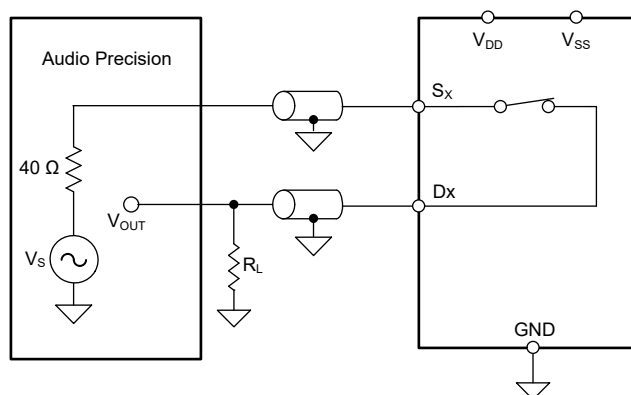 Audio Precision
V_DD
V_SS
S_X
40 Ω
Dx
V_OUT
V_S
R_L
GND